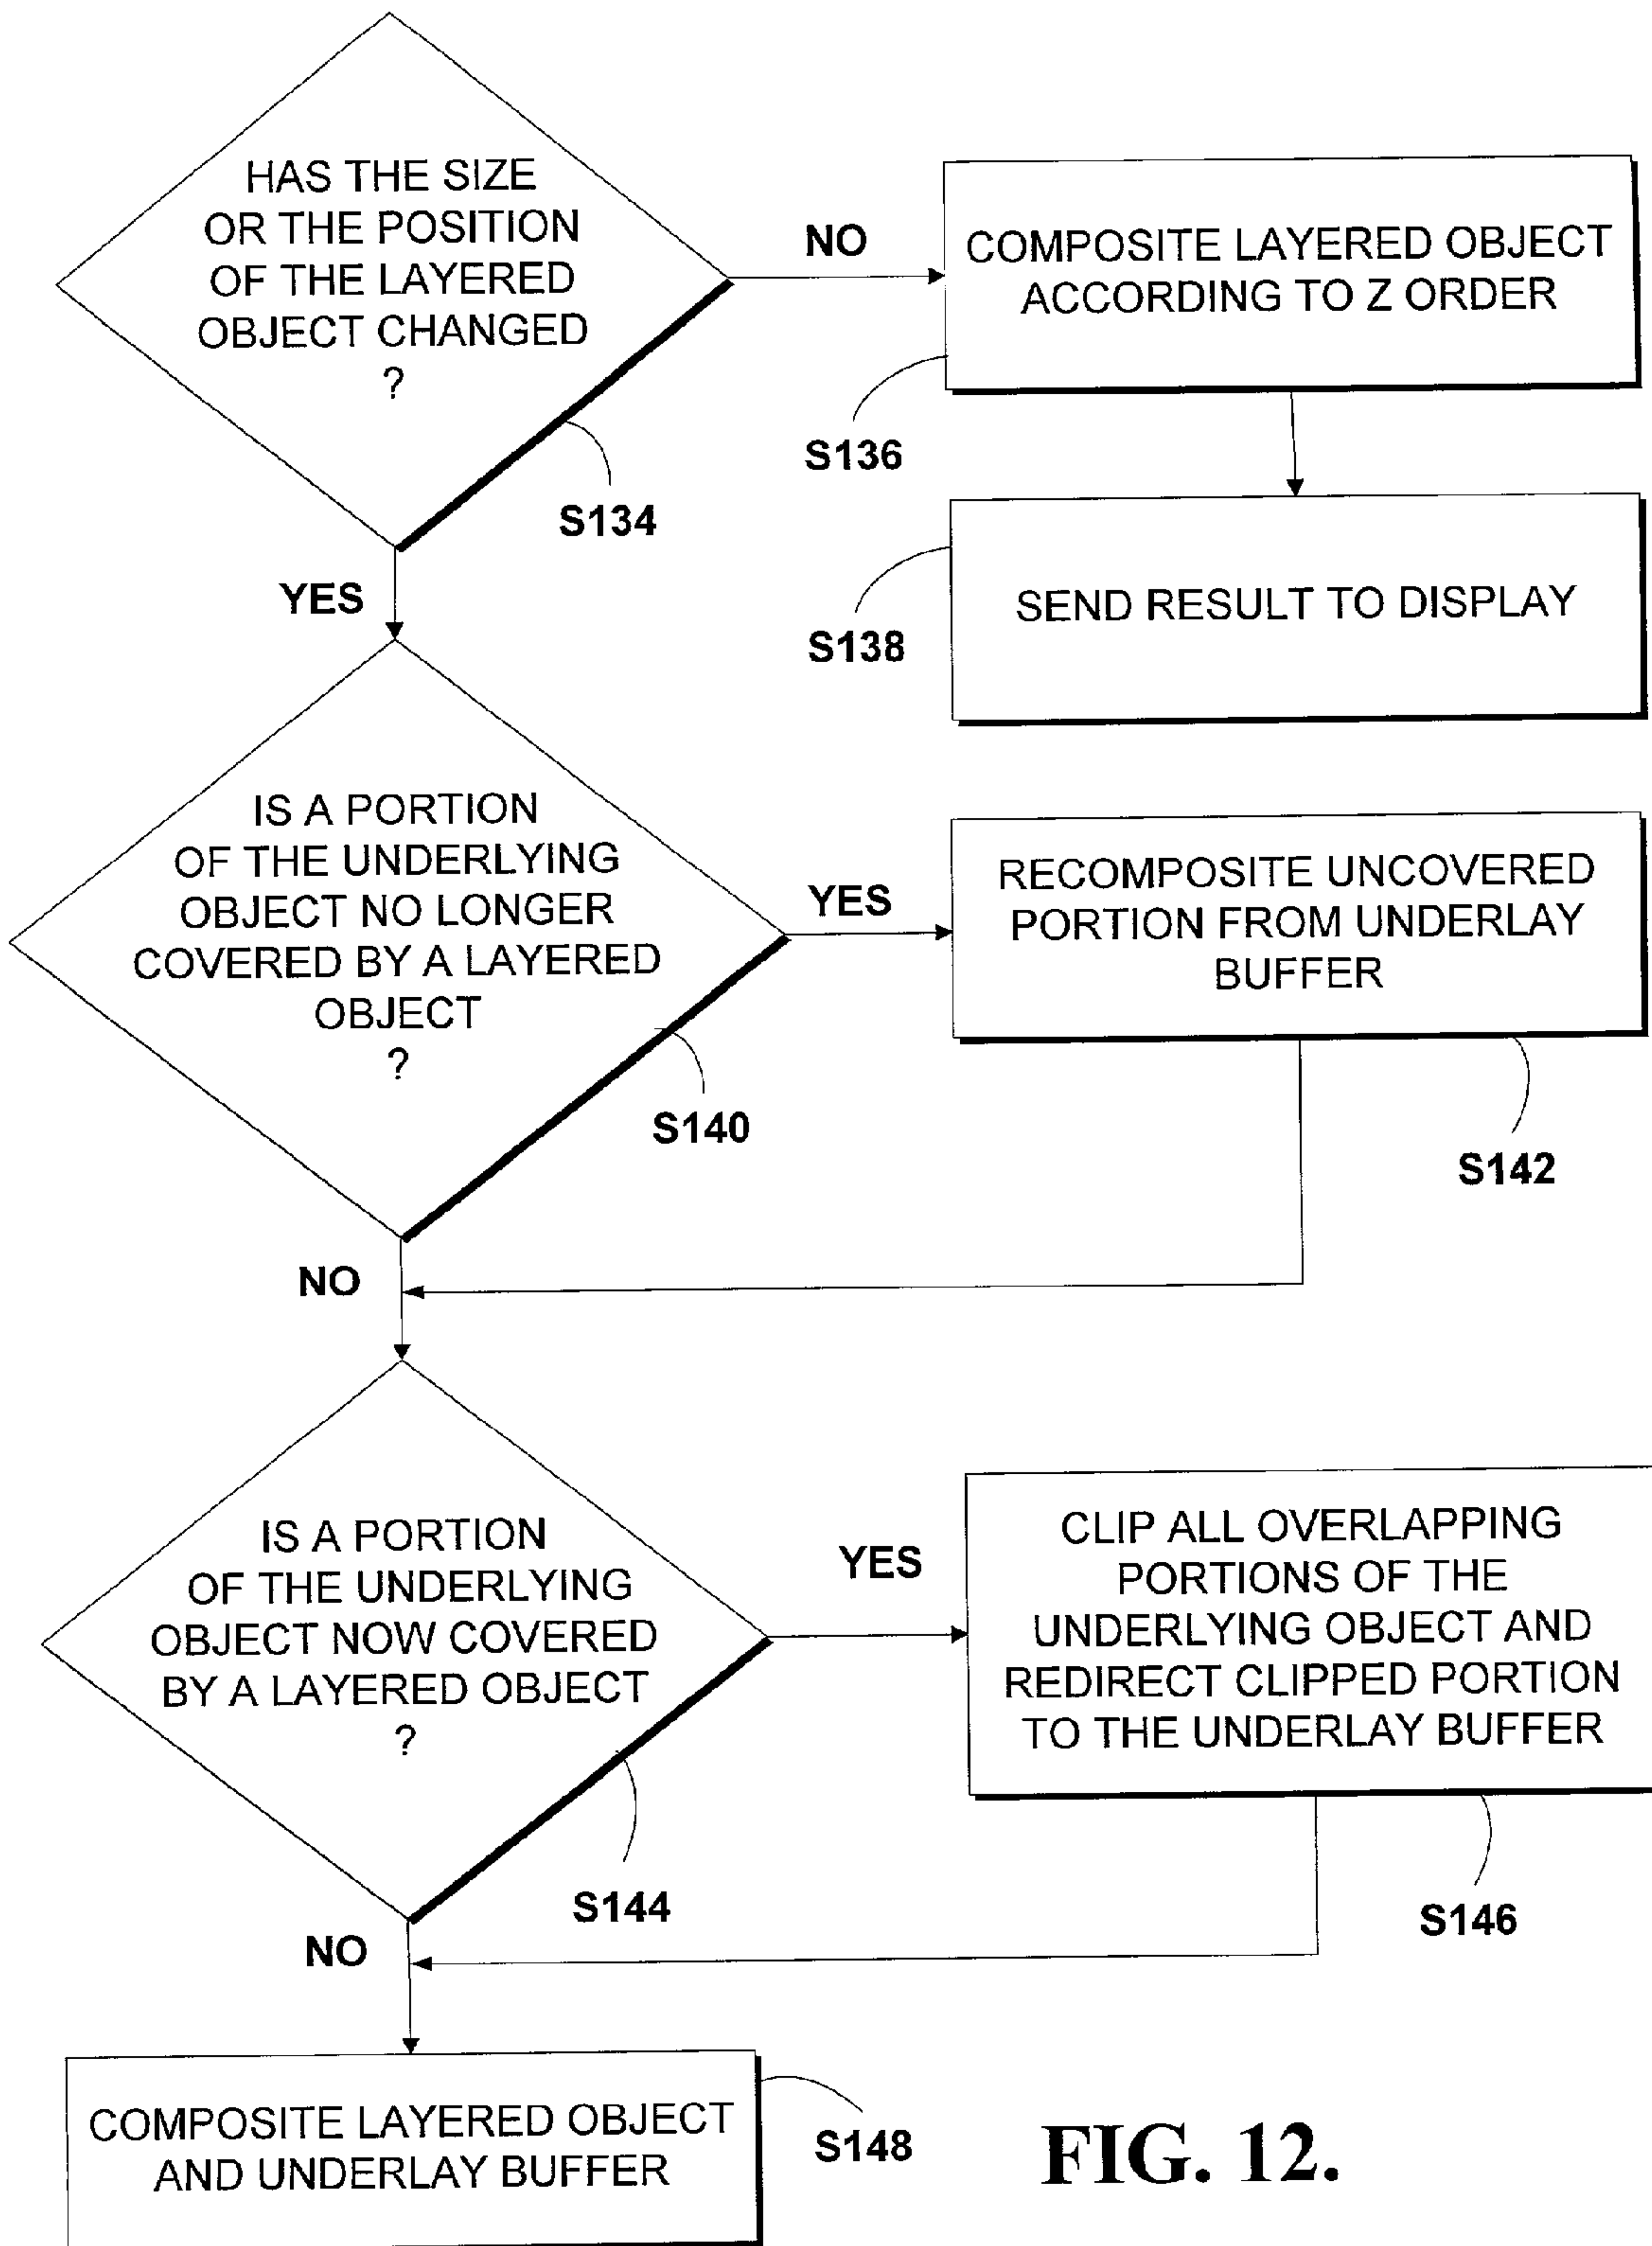 HAS THE SIZE
OR THE POSITION
OF THE LAYERED
OBJECT CHANGED
?
S134
NO
COMPOSITE LAYERED OBJECT
ACCORDING TO Z ORDER
S136
SEND RESULT TO DISPLAY
S138
YES
IS A PORTION
OF THE UNDERLYING
OBJECT NO LONGER
COVERED BY A LAYERED
OBJECT
?
S140
YES
RECOMPOSITE UNCOVERED
PORTION FROM UNDERLAY
BUFFER
S142
NO
IS A PORTION
OF THE UNDERLYING
OBJECT NOW COVERED
BY A LAYERED OBJECT
?
S144
YES
CLIP ALL OVERLAPPING
PORTIONS OF THE
UNDERLYING OBJECT AND
REDIRECT CLIPPED PORTION
TO THE UNDERLAY BUFFER
S146
NO
COMPOSITE LAYERED OBJECT
AND UNDERLAY BUFFER
S148
FIG. 12.